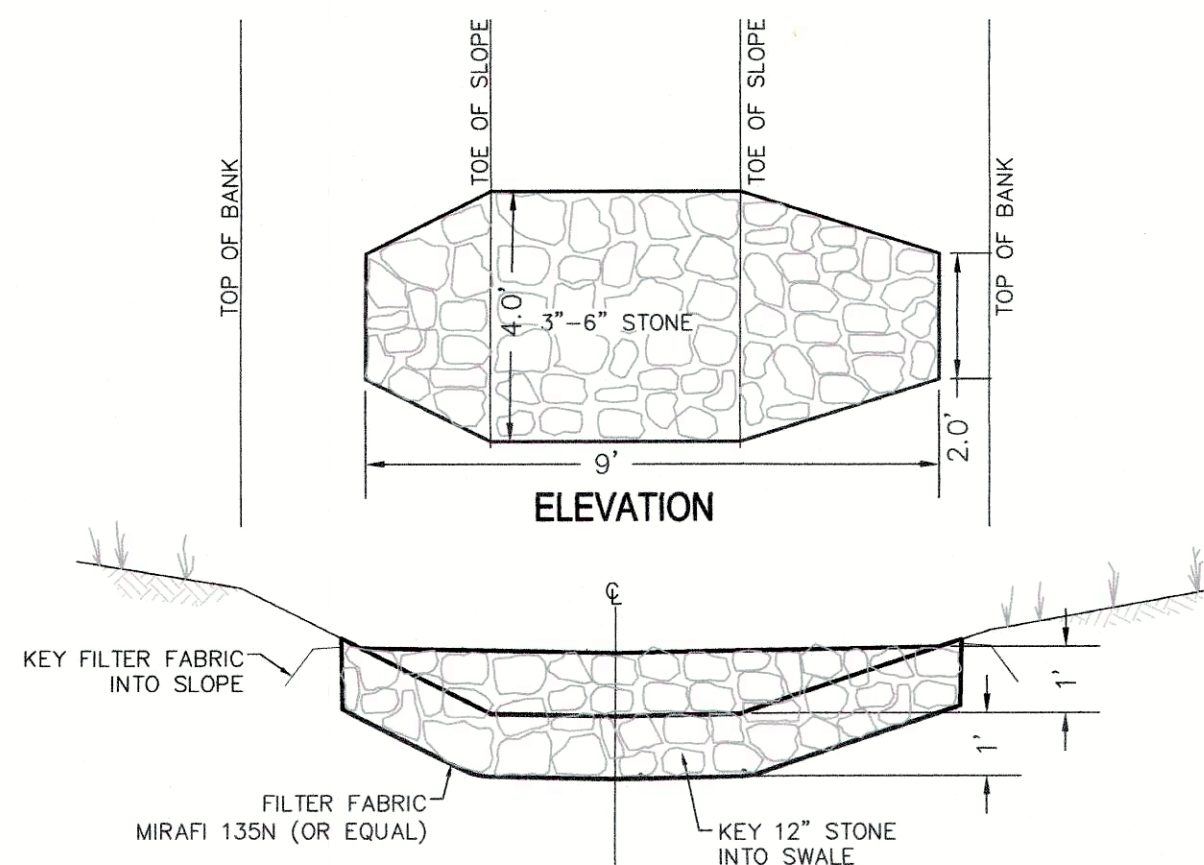 TOP OF BANK
TOE OF SLOPE
TOE OF SLOPE
TOP OF BANK
4.0'
3"-6" STONE
2.0'
9'
ELEVATION
℄
KEY FILTER FABRIC
INTO SLOPE
1'
1'
FILTER FABRIC
MIRAFI 135N (OR EQUAL)
KEY 12" STONE
INTO SWALE